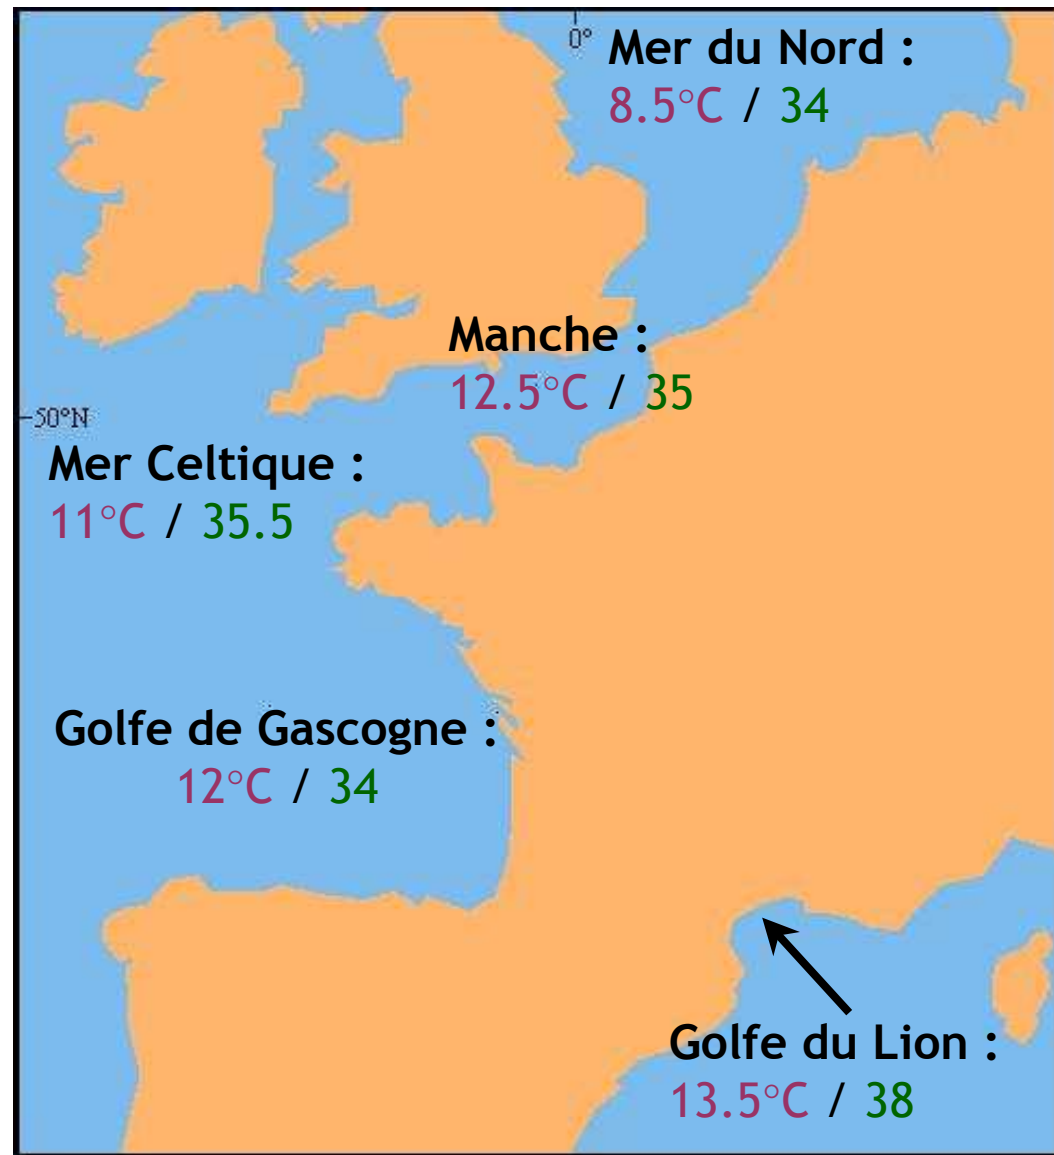 0°
Mer du Nord :
8.5°C / 34
Manche :
12.5°C / 35
50°N
Mer Celtique :
11°C / 35.5
Golfe de Gascogne :
12°C / 34
Golfe du Lion :
13.5°C / 38